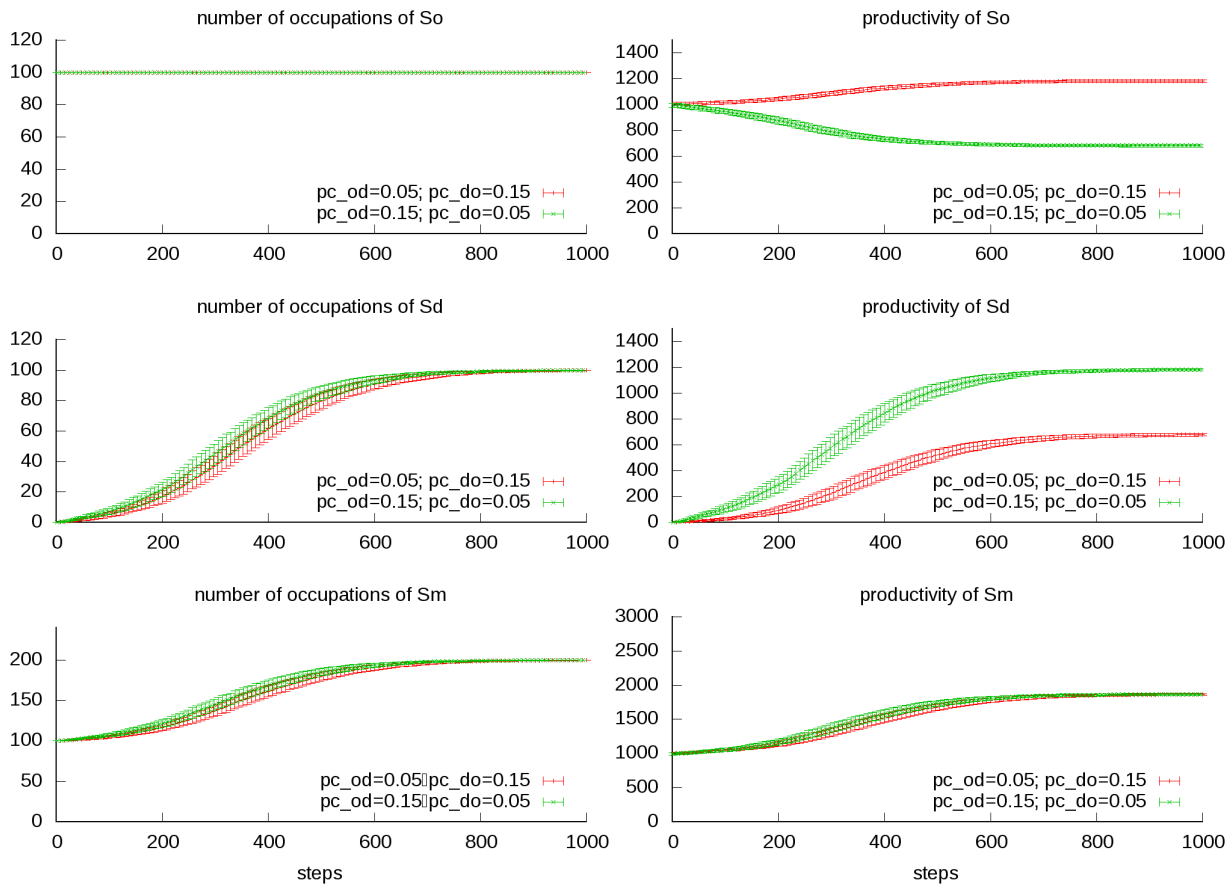 number of occupations of So
120
100
80
60
40
20
0
pc_od=0.05; pc_do=0.15
pc_od=0.15; pc_do=0.05
0 200 400 600 800 1000
productivity of So
1400
1200
1000
800
600
400
200
0
pc_od=0.05; pc_do=0.15
pc_od=0.15; pc_do=0.05
0 200 400 600 800 1000
number of occupations of Sd
120
100
80
60
40
20
0
pc_od=0.05; pc_do=0.15
pc_od=0.15; pc_do=0.05
0 200 400 600 800 1000
productivity of Sd
1400
1200
1000
800
600
400
200
0
pc_od=0.05; pc_do=0.15
pc_od=0.15; pc_do=0.05
0 200 400 600 800 1000
number of occupations of Sm
200
150
100
50
0
pc_od=0.05▯pc_do=0.15
pc_od=0.15▯pc_do=0.05
0 200 400 600 800 1000
steps
productivity of Sm
3000
2500
2000
1500
1000
500
0
pc_od=0.05; pc_do=0.15
pc_od=0.15; pc_do=0.05
0 200 400 600 800 1000
steps